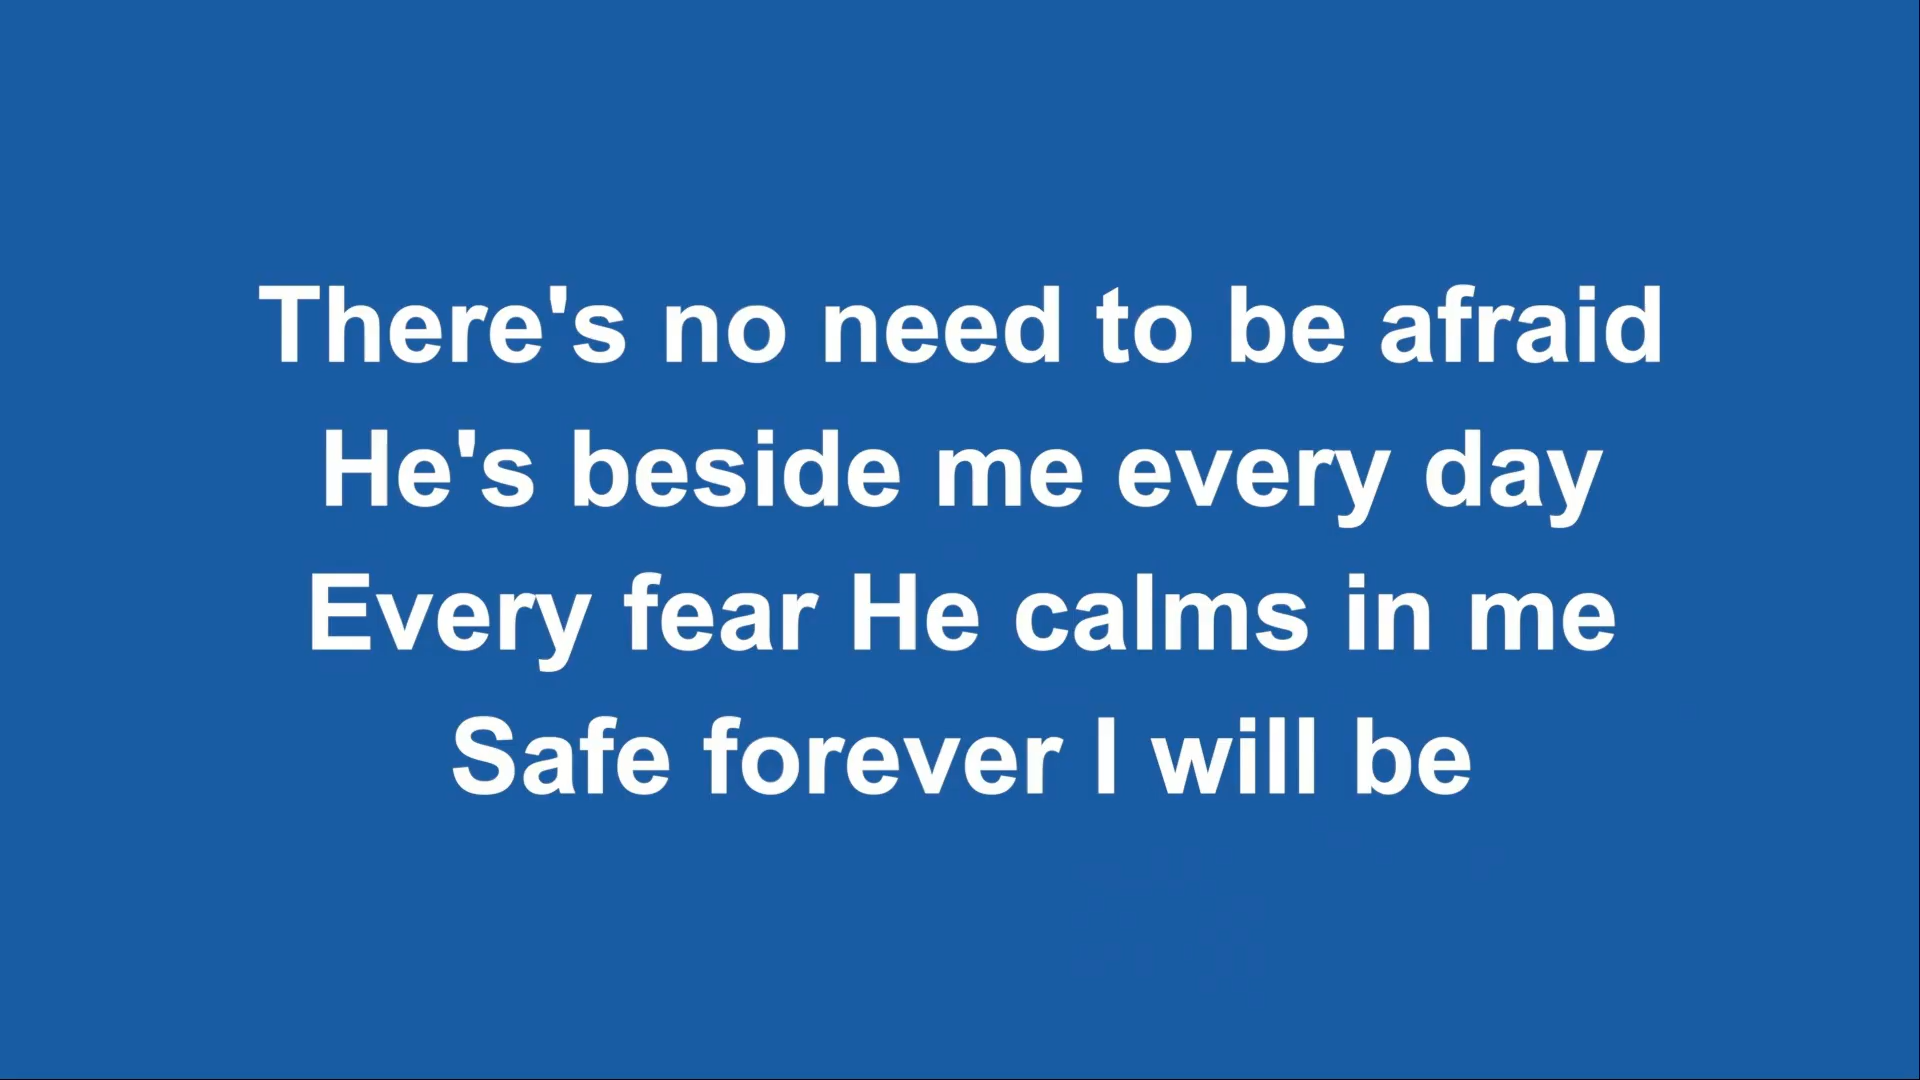 There's no need to be afraid
He's beside me every day
Every fear He calms in me
Safe forever I will be